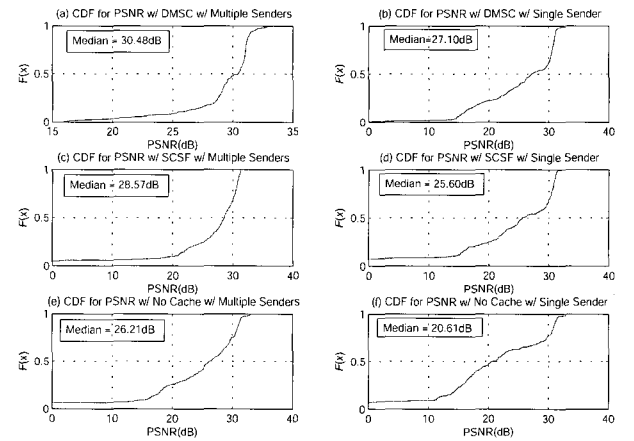 (a) CDF for PSNR w/ DMSC w/ Multiple Senders
1
Median = 30.48dB
F(x)
0.5
0
15 20 25 30 35
PSNR(dB)
(b) CDF for PSNR w/ DMSC w/ Single Sender
1
Median=27.10dB
F(x)
0.5
0
0 10 20 30 40
PSNR(dB)
(c) CDF for PSNR w/ SCSF w/ Multiple Senders
1
Median = 28.57dB
F(x)
0.5
0
0 10 20 30 40
PSNR(dB)
(d) CDF for PSNR w/ SCSF w/ Single Sender
1
Median = 25.60dB
F(x)
0.5
0
0 10 20 30 40
PSNR(dB)
(e) CDF for PSNR w/ No Cache w/ Multiple Senders
1
Median = 26.21dB
F(x)
0.5
0
0 10 20 30 40
PSNR(dB)
(f) CDF for PSNR w/ No Cache w/ Single Sender
1
Median = 20.61dB
F(x)
0.5
0
0 10 20 30 40
PSNR(dB)